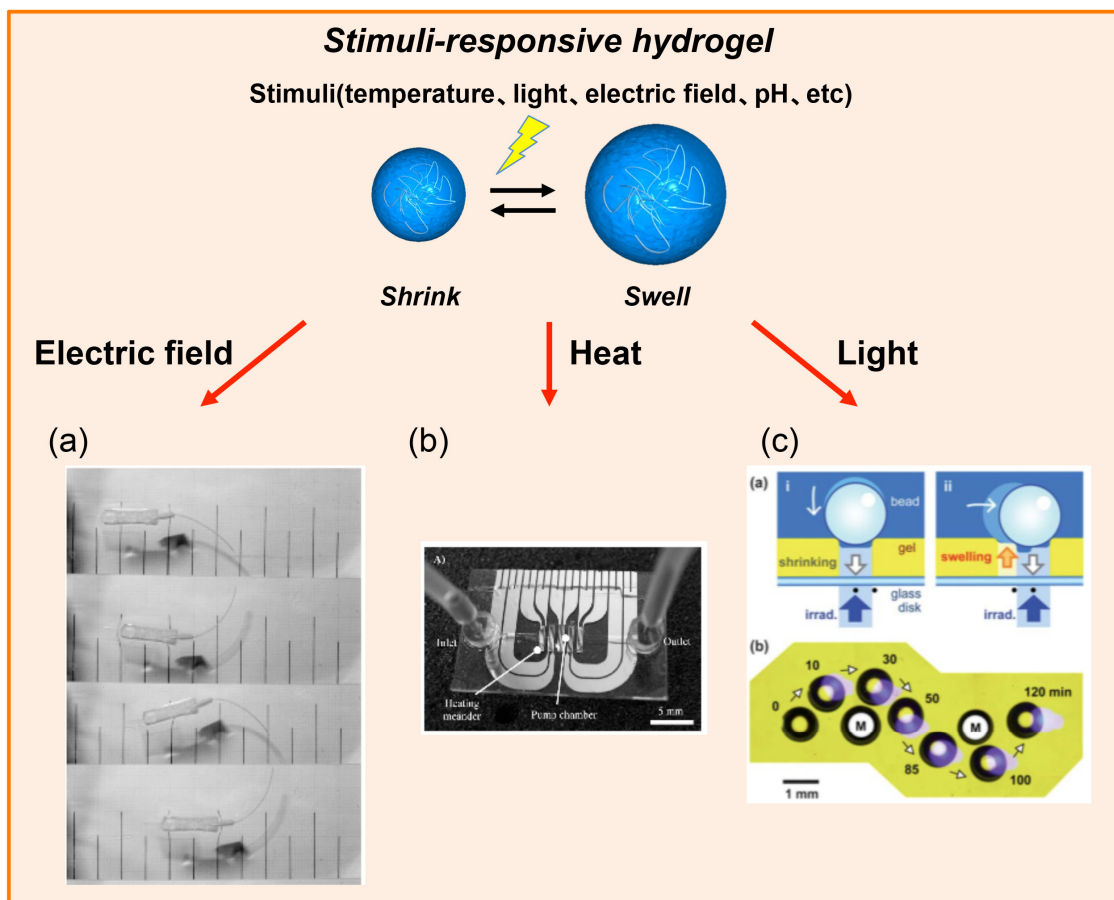 Stimuli-responsive hydrogel
Stimuli(temperature、light、electric field、pH、etc)
Shrink
Swell
Electric field
Heat
Light
(a)
(b)
(c)
A)
Inlet
Outlet
Heating
meander
Pump chamber
5 mm
(a)
i
bead
gel
shrinking
glass
disk
irrad.
ii
swelling
irrad.
(b)
0
10
30
50
85
100
120 min
M
M
1 mm